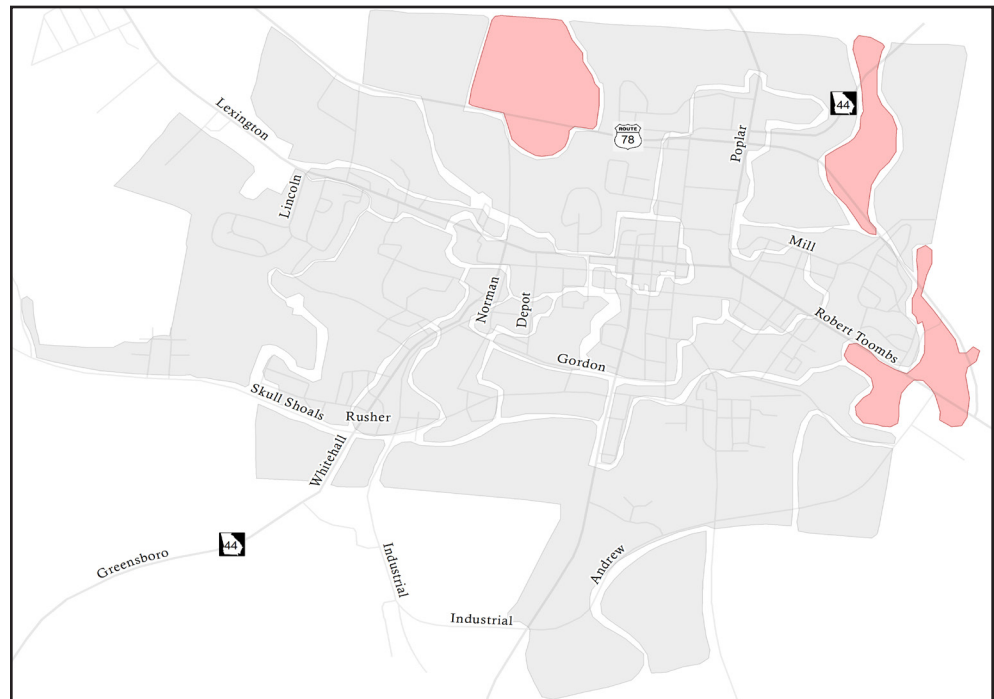 44
Lexington
ROUTE
78
Poplar
Lincoln
Mill
Norman
Depot
Robert Toombs
Gordon
Skull Shoals
Rusher
Whitehall
44
Greensboro
Industrial
Andrew
Industrial